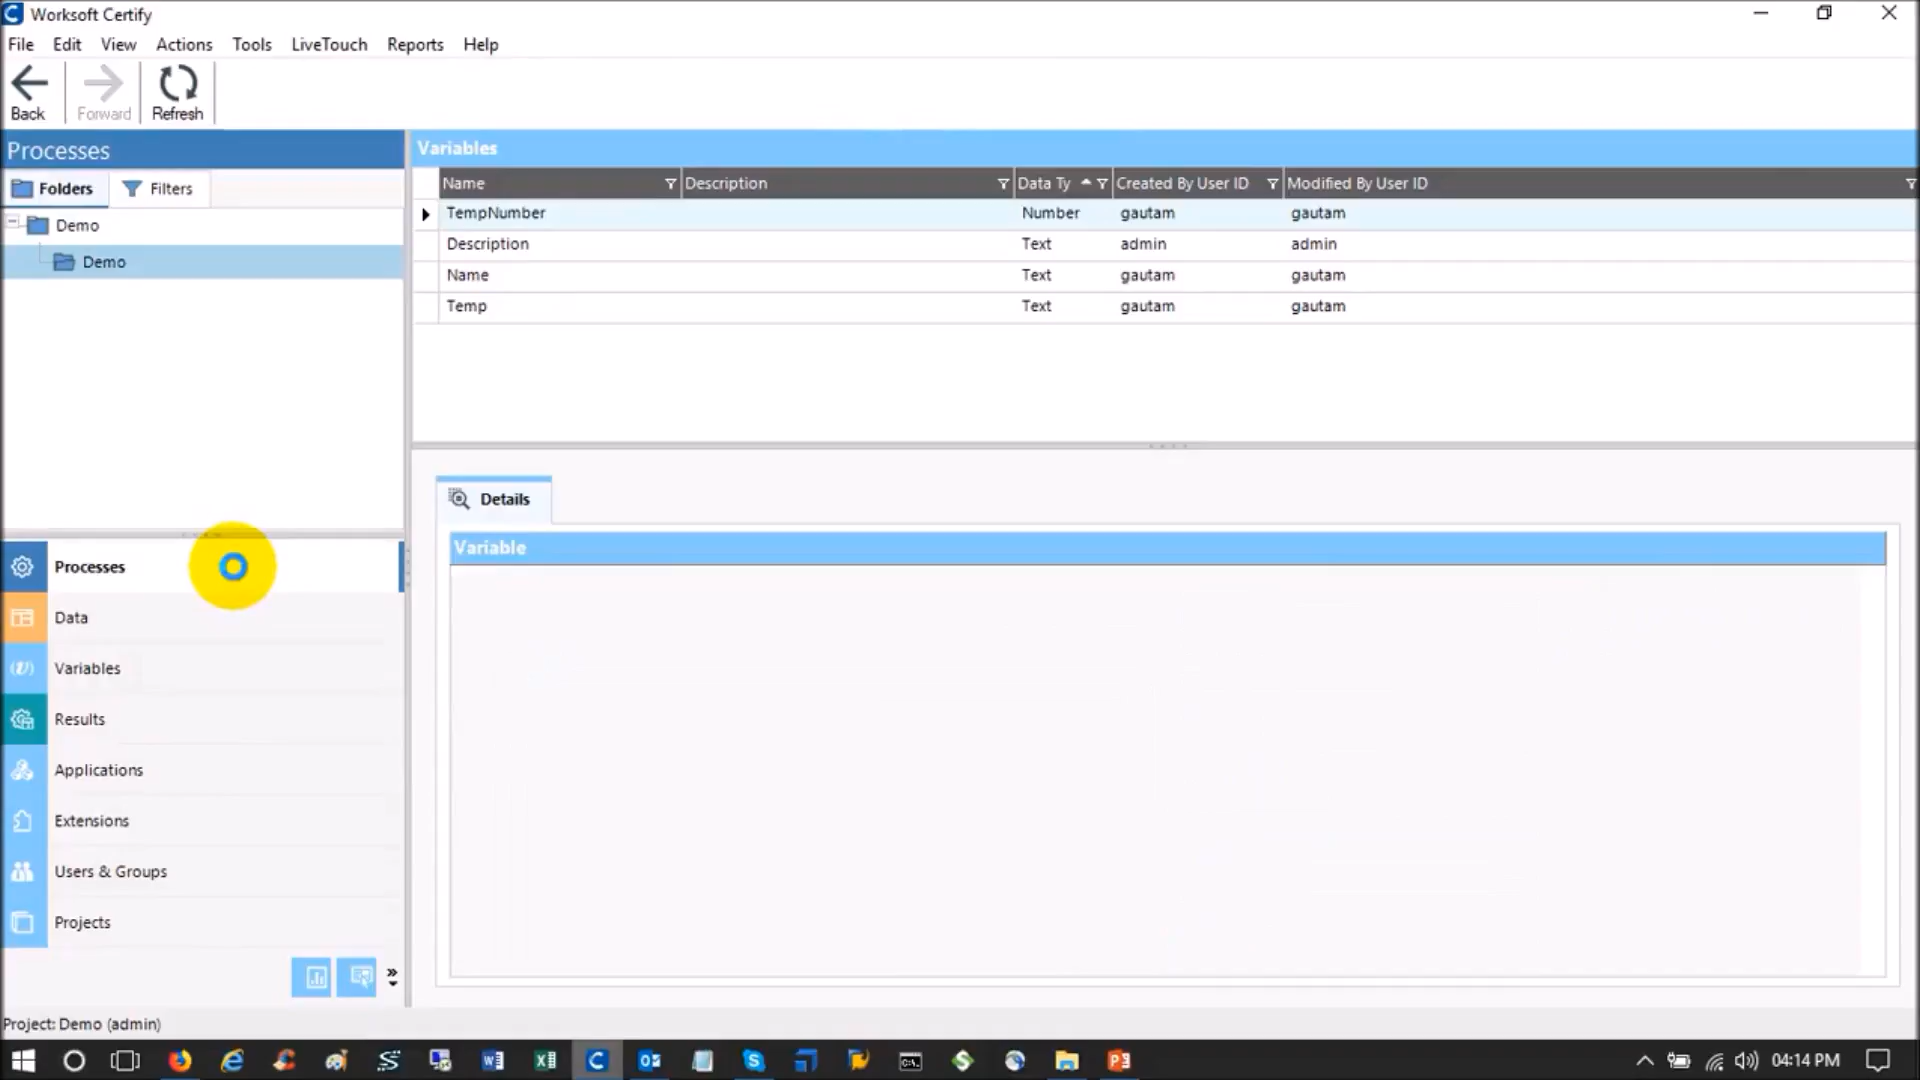 Worksoft Certify
File Edit View Actions Tools LiveTouch Reports Help
Back Forward Refresh
Processes
Folders Filters
Demo
Demo
Processes
Data
Variables
Results
Applications
Extensions
Users & Groups
Projects
Variables
Name Description Data Ty Created By User ID Modified By User ID
TempNumber Number gautam gautam
Description Text admin admin
Name Text gautam gautam
Temp Text gautam gautam
Details
Variable
Project: Demo (admin)
04:14 PM